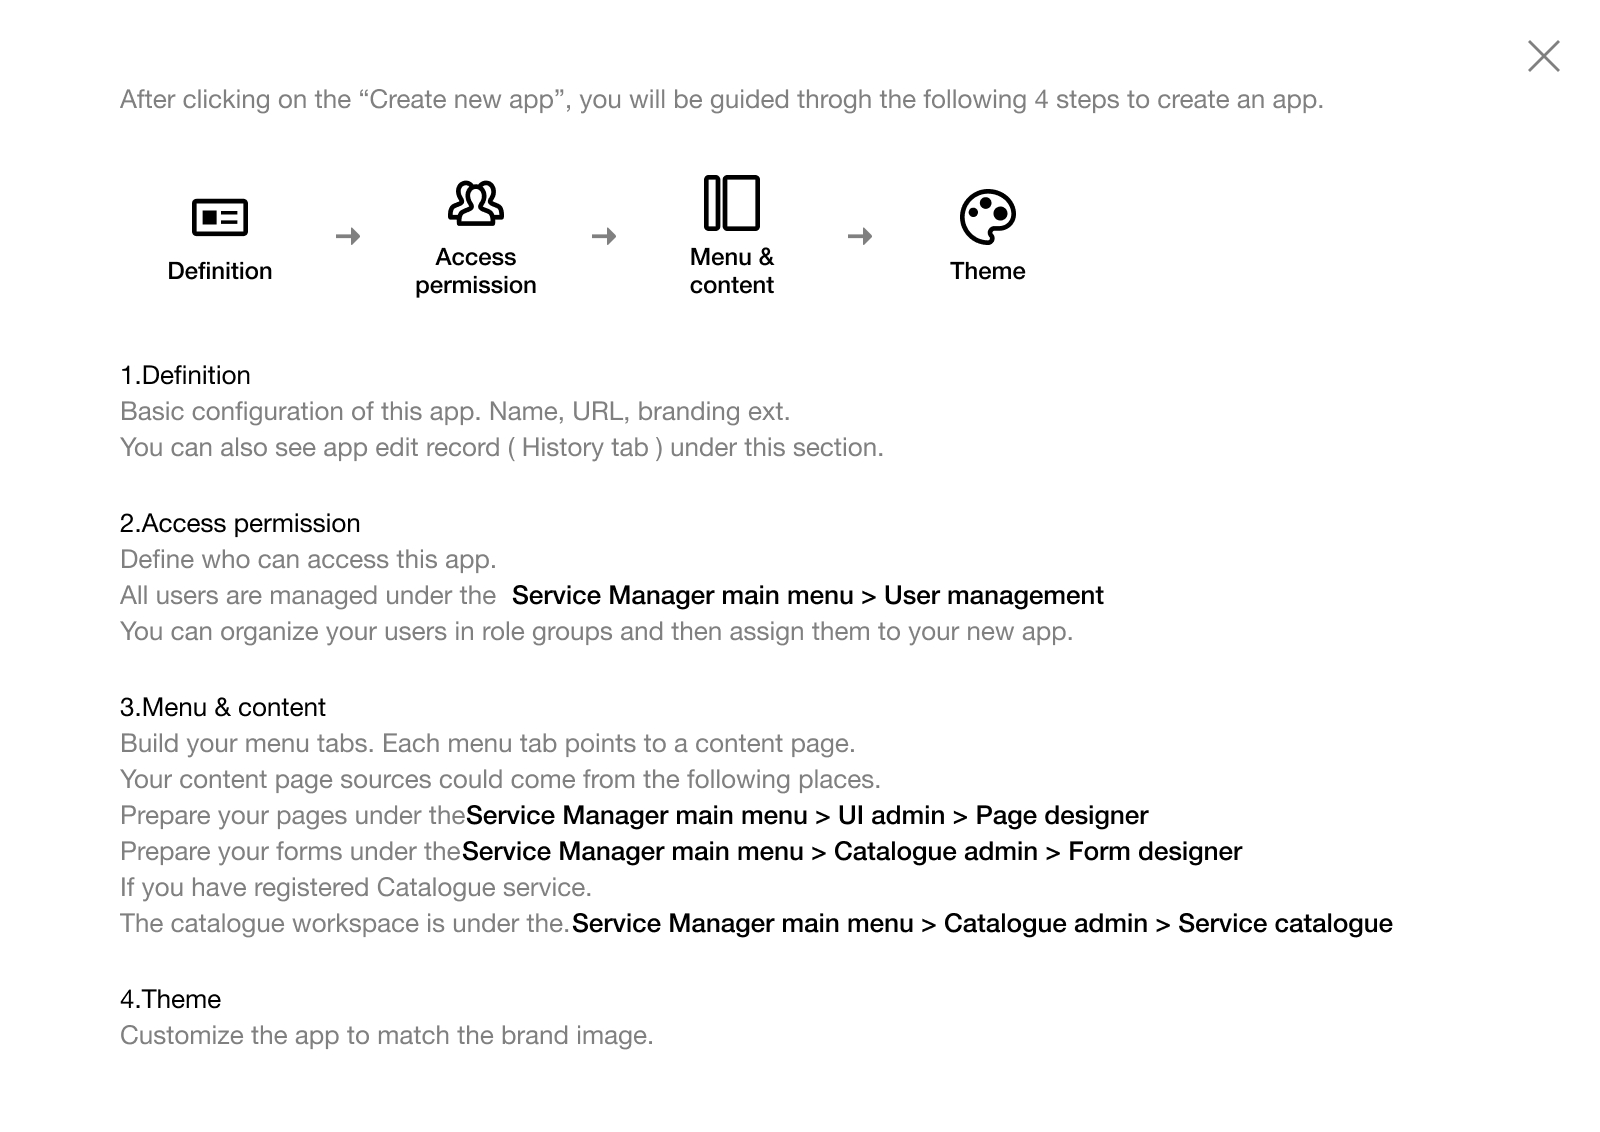 After clicking on the “Create new app”, you will be guided throgh the following 4 steps to create an app.
Definition
Access
permission
Menu &
content
Theme
1.Definition
Basic configuration of this app. Name, URL, branding ext.
You can also see app edit record ( History tab ) under this section.
2.Access permission
Define who can access this app.
All users are managed under the Service Manager main menu > User management
You can organize your users in role groups and then assign them to your new app.
3.Menu & content
Build your menu tabs. Each menu tab points to a content page.
Your content page sources could come from the following places.
Prepare your pages under theService Manager main menu > UI admin > Page designer
Prepare your forms under theService Manager main menu > Catalogue admin > Form designer
If you have registered Catalogue service.
The catalogue workspace is under the.Service Manager main menu > Catalogue admin > Service catalogue
4.Theme
Customize the app to match the brand image.